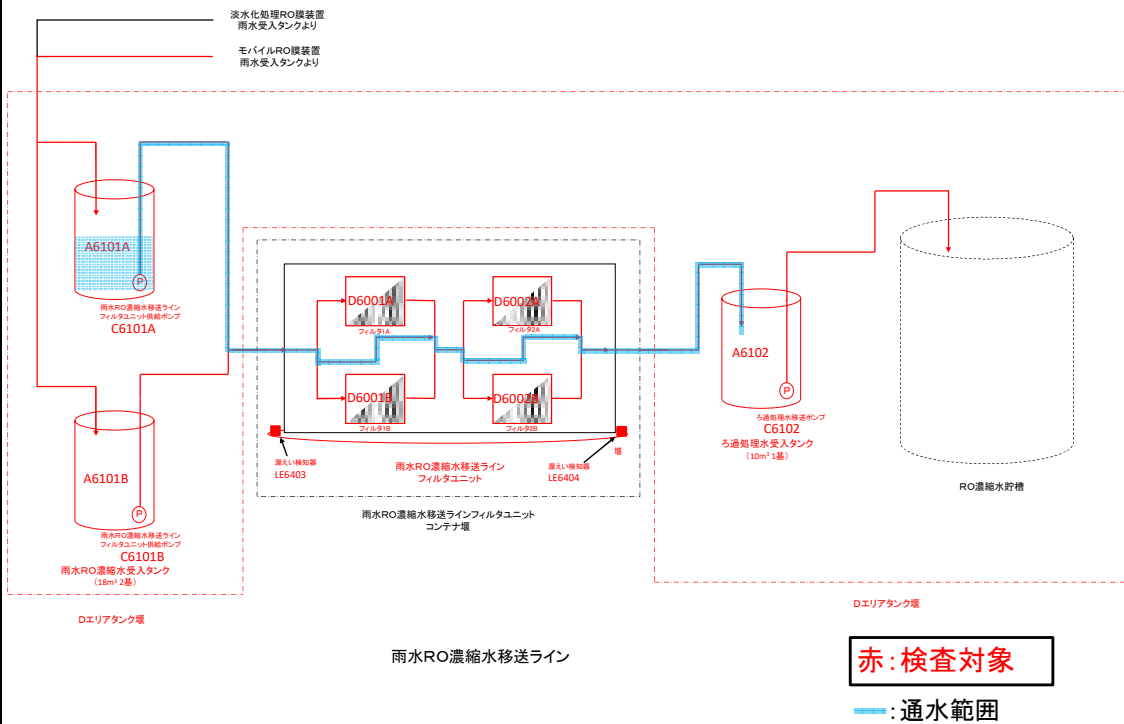 淡水化処理RO膜装置
雨水受入タンクより
モバイルRO膜装置
雨水受入タンクより
A6101A
P
雨水RO濃縮水移送ライン
フィルタユニット供給ポンプ
C6101A
A6101B
P
雨水RO濃縮水移送ライン
フィルタユニット供給ポンプ
C6101B
雨水RO濃縮水受入タンク
(18m³ 2基)
Dエリアタンク堰
D6001A
フィルタ1A
D6002A
フィルタ2A
D6001B
フィルタ1B
D6002B
フィルタ2B
漏えい検知器
LE6403
雨水RO濃縮水移送ライン
フィルタユニット
漏えい検知器
LE6404
堰
雨水RO濃縮水移送ラインフィルタユニット
コンテナ堰
A6102
P
ろ過処理水移送ポンプ
C6102
ろ過処理水受入タンク
(10m³ 1基)
RO濃縮水貯槽
Dエリアタンク堰
雨水RO濃縮水移送ライン
赤:検査対象
:通水範囲